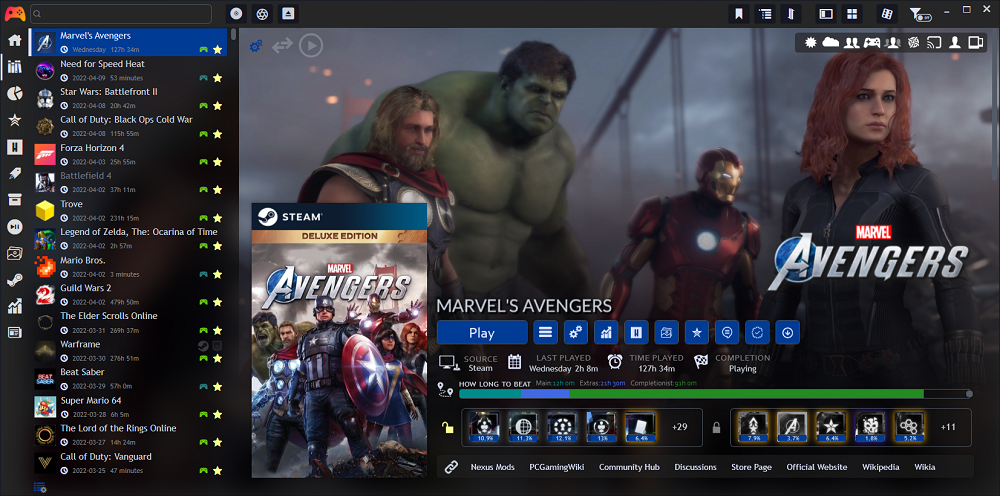 Marvel's Avengers
Wednesday 127h 34m
Need for Speed Heat
2022-04-09 53 minutes
Star Wars: Battlefront II
2022-04-08 20h 42m
Call of Duty: Black Ops Cold War
2022-04-08 115h 55m
Forza Horizon 4
2022-04-03 25h 55m
Battlefield 4
2022-04-02 37h 11m
Trove
2022-04-02 231h 15m
Legend of Zelda, The: Ocarina of Time
2022-04-02 2h 57m
Mario Bros.
2022-04-02 3 minutes
Guild Wars 2
2022-04-02 479h 50m
The Elder Scrolls Online
2022-03-31 269h 37m
Warframe
2022-03-30 276h 51m
BEAT SABER
Beat Saber
2022-03-29 57h 0m
Super Mario 64
2022-03-28 6h 5m
The Lord of the Rings Online
2022-03-27 14h 24m
Call of Duty: Vanguard
2022-03-25 47 minutes
STEAM
DELUXE EDITION
MARVEL
AVENGERS
MARVEL
AVENGERS
MARVEL'S AVENGERS
Play
SOURCE
Steam
LAST PLAYED
Wednesday 2h 8m
TIME PLAYED
127h 34m
COMPLETION
Playing
HOW LONG TO BEAT Main:12h 0m Extras:21h 30m Completionist:91h 0m
10.9% 11.3% 12.1% 13% 6.4% +29
7.9% 3.7% 6.4% 1.8% 5.2% +11
Nexus Mods PCGamingWiki Community Hub Discussions Store Page Official Website Wikipedia Wikia